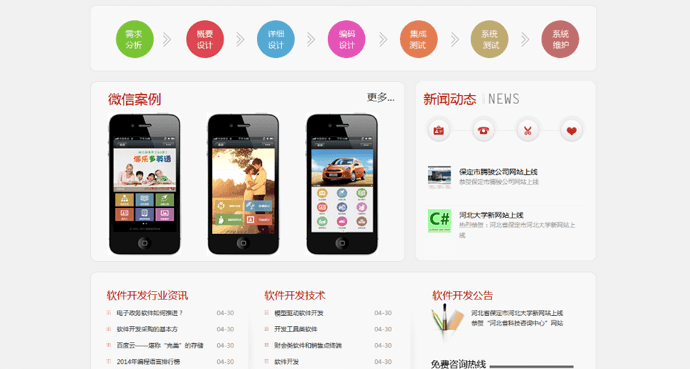 需求
分析
概要
设计
详细
设计
编码
设计
集成
测试
系统
测试
系统
维护
微信案例
更多...
新闻动态 NEWS
快乐多英语
保定市腾骏公司网站上线
恭贺保定市腾骏公司网站上线
C#
河北大学新网站上线
热烈恭贺：河北省保定市河北大学新网站上
线
软件开发行业资讯
电子政务软件如何推进？ 04-30
软件开发采购的基本方 04-30
百度云——堪称“完美”的存储 04-30
2014年编程语言排行榜 04-30
软件开发技术
模型驱动软件开发 04-30
开发工具类软件 04-30
财会类软件和销售点终端 04-30
软件开发 04-30
软件开发公告
河北省保定市河北大学新网站上线
恭贺“河北省科技咨询中心”网站
免费咨询热线